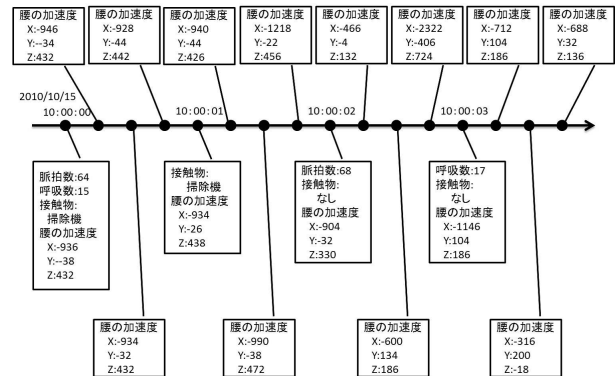 腰の加速度
X:-946
Y:--34
Z:432
腰の加速度
X:-928
Y:-44
Z:442
腰の加速度
X:-940
Y:-44
Z:426
腰の加速度
X:-1218
Y:-22
Z:456
腰の加速度
X:-466
Y:-4
Z:132
腰の加速度
X:-2322
Y:-406
Z:724
腰の加速度
X:-712
Y:104
Z:186
腰の加速度
X:-688
Y:32
Z:136
2010/10/15
10:00:00
10:00:01
10:00:02
10:00:03
脈拍数:64
呼吸数:15
接触物:
掃除機
腰の加速度
X:-936
Y:--38
Z:432
接触物:
掃除機
腰の加速度
X:-934
Y:-26
Z:438
脈拍数:68
接触物:
なし
腰の加速度
X:-904
Y:-32
Z:330
呼吸数:17
接触物:
なし
腰の加速度
X:-1146
Y:104
Z:186
腰の加速度
X:-934
Y:-32
Z:432
腰の加速度
X:-990
Y:-38
Z:472
腰の加速度
X:-600
Y:134
Z:186
腰の加速度
X:-316
Y:200
Z:-18